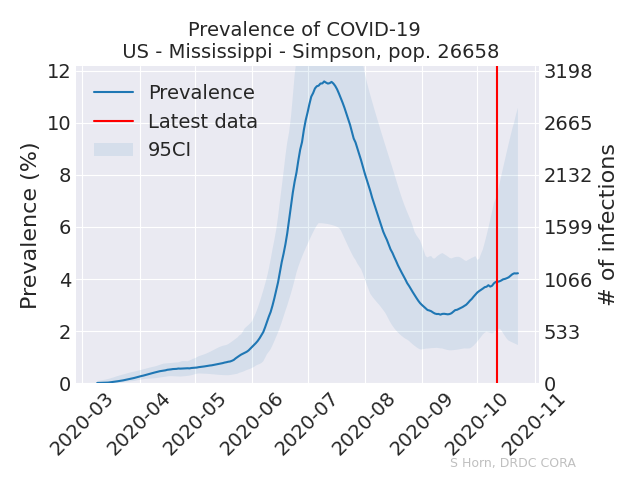 Prevalence of COVID-19
US - Mississippi - Simpson, pop. 26658
Prevalence (%)
12
10
8
6
4
2
0
Prevalence
Latest data
95CI
3198
2665
2132
1599
1066
533
0
# of infections
2020-03
2020-04
2020-05
2020-06
2020-07
2020-08
2020-09
2020-10
2020-11
S Horn, DRDC CORA